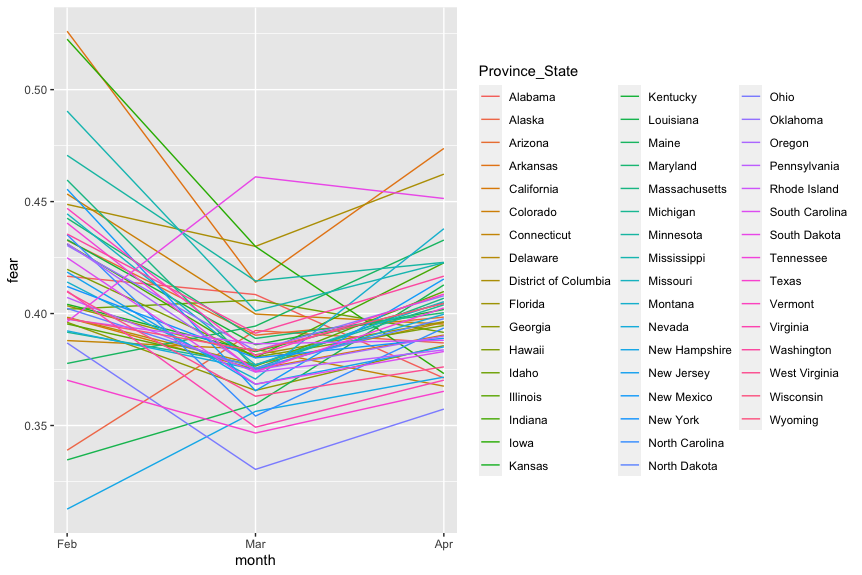 0.50
0.45
0.40
0.35
fear
Feb
Mar
Apr
month
Province_State
Alabama
Alaska
Arizona
Arkansas
California
Colorado
Connecticut
Delaware
District of Columbia
Florida
Georgia
Hawaii
Idaho
Illinois
Indiana
Iowa
Kansas
Kentucky
Louisiana
Maine
Maryland
Massachusetts
Michigan
Minnesota
Mississippi
Missouri
Montana
Nevada
New Hampshire
New Jersey
New Mexico
New York
North Carolina
North Dakota
Ohio
Oklahoma
Oregon
Pennsylvania
Rhode Island
South Carolina
South Dakota
Tennessee
Texas
Vermont
Virginia
Washington
West Virginia
Wisconsin
Wyoming